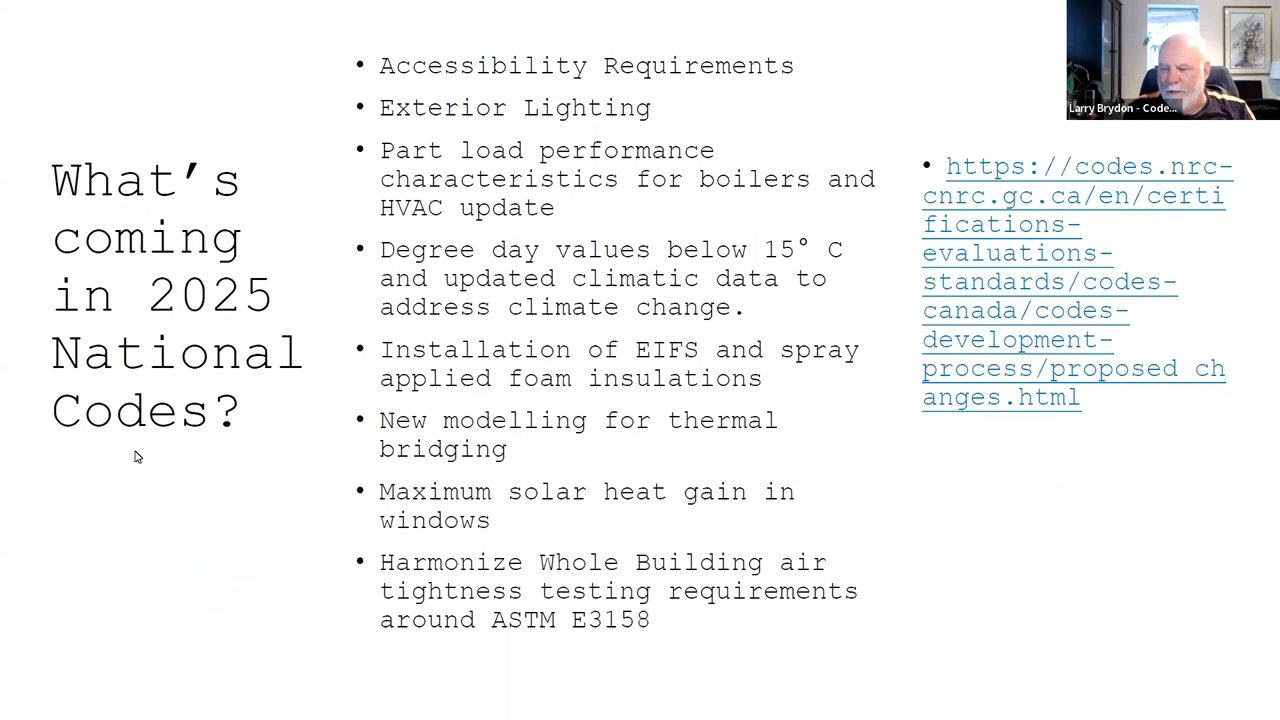 What's
coming
in 2025
National
Codes?
• Accessibility Requirements
• Exterior Lighting
• Part load performance
characteristics for boilers and
HVAC update
• Degree day values below 15° C
and updated climatic data to
address climate change.
• Installation of EIFS and spray
applied foam insulations
• New modelling for thermal
bridging
• Maximum solar heat gain in
windows
• Harmonize Whole Building air
tightness testing requirements
around ASTM E3158
• https://codes.nrc-
cnrc.gc.ca/en/certi
fications-
evaluations-
standards/codes-
canada/codes-
development-
process/proposed_ch
anges.html
Larry Brydon - Code...